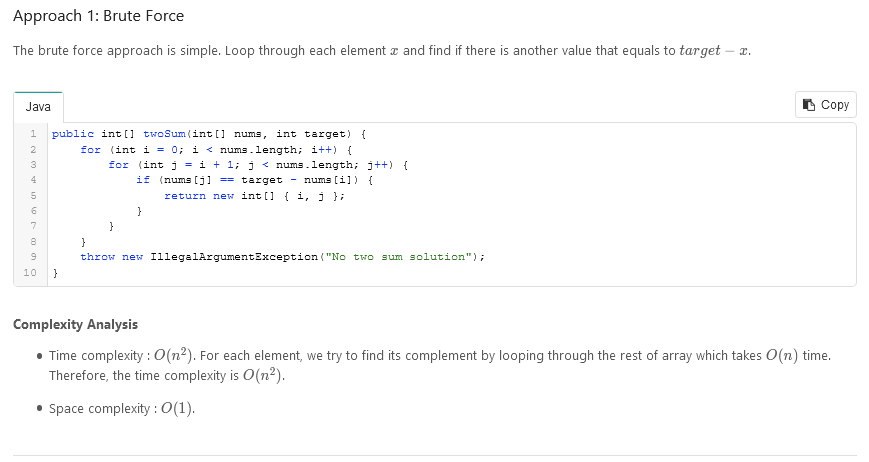 Approach 1: Brute Force
The brute force approach is simple. Loop through each element x and find if there is another value that equals to target − x.
Java
Copy
1 public int[] twoSum(int[] nums, int target) {
2     for (int i = 0; i < nums.length; i++) {
3         for (int j = i + 1; j < nums.length; j++) {
4             if (nums[j] == target - nums[i]) {
5                 return new int[] { i, j };
6             }
7         }
8     }
9     throw new IllegalArgumentException("No two sum solution");
10 }
Complexity Analysis
• Time complexity : O(n²). For each element, we try to find its complement by looping through the rest of array which takes O(n) time.
Therefore, the time complexity is O(n²).
• Space complexity : O(1).